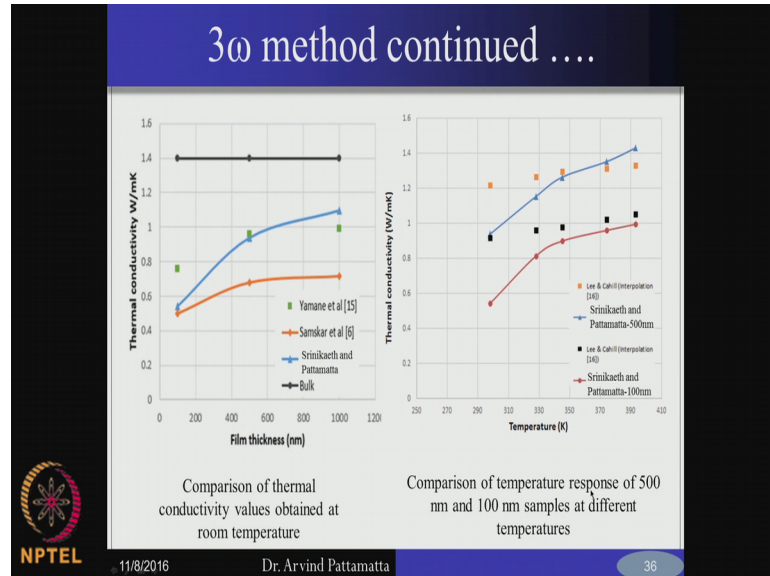 3ω method continued ….
1.6
1.4
1.2
1
0.8
0.6
0.4
0.2
0
Thermal conductivity W/mK
0
200
400
600
800
1000
120
Film thickness (nm)
Yamane et al [15]
Samskar et al [6]
Srinikaeth and
Pattamatta
Bulk
1.6
1.4
1.2
1
0.8
0.6
0.4
0.2
0
Thermal conductivity (W/mK)
250
270
290
310
330
350
370
390
410
Temperature (K)
Lee & Cahill (Interpolation
[16])
Srinikaeth and
Pattamatta-500nm
Lee & Cahill (Interpolation
[16])
Srinikaeth and
Pattamatta-100nm
Comparison of thermal
conductivity values obtained at
room temperature
Comparison of temperature response of 500
nm and 100 nm samples at different
temperatures
NPTEL
11/8/2016
Dr. Arvind Pattamatta
36